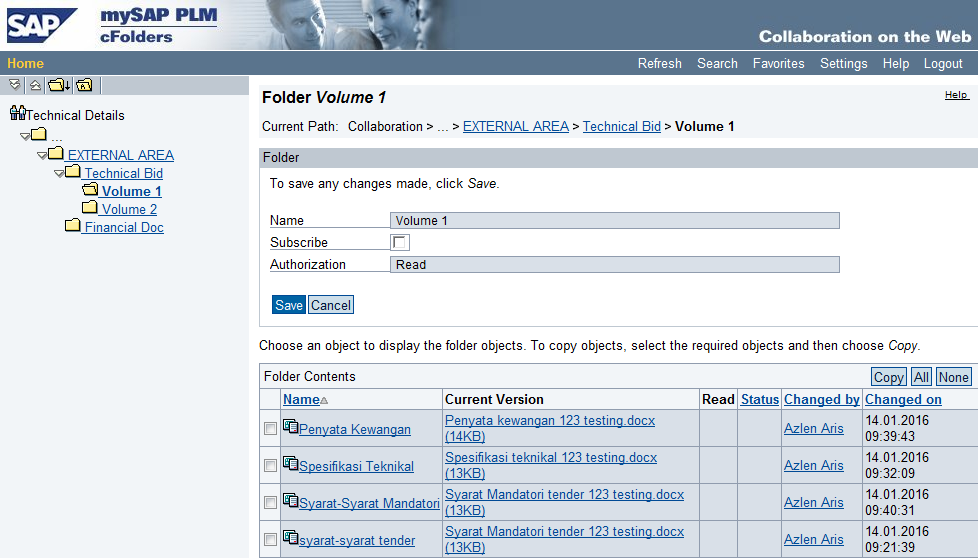 SAP
mySAP PLM
cFolders
Collaboration on the Web
Home
Refresh Search Favorites Settings Help Logout
Technical Details
...
EXTERNAL AREA
Technical Bid
Volume 1
Volume 2
Financial Doc
Folder Volume 1
Help
Current Path: Collaboration > ... > EXTERNAL AREA > Technical Bid > Volume 1
Folder
To save any changes made, click Save.
Name Volume 1
Subscribe
Authorization Read
Save Cancel
Choose an object to display the folder objects. To copy objects, select the required objects and then choose Copy.
Folder Contents Copy All None
Name Current Version Read Status Changed by Changed on
Penyata Kewangan Penyata kewangan 123 testing.docx (14KB) Azlen Aris 14.01.2016 09:39:43
Spesifikasi Teknikal Spesifikasi teknikal 123 testing.docx (13KB) Azlen Aris 14.01.2016 09:32:09
Syarat-Syarat Mandatori Syarat Mandatori tender 123 testing.docx (13KB) Azlen Aris 14.01.2016 09:40:31
syarat-syarat tender Syarat Mandatori tender 123 testing.docx (13KB) Azlen Aris 14.01.2016 09:21:39